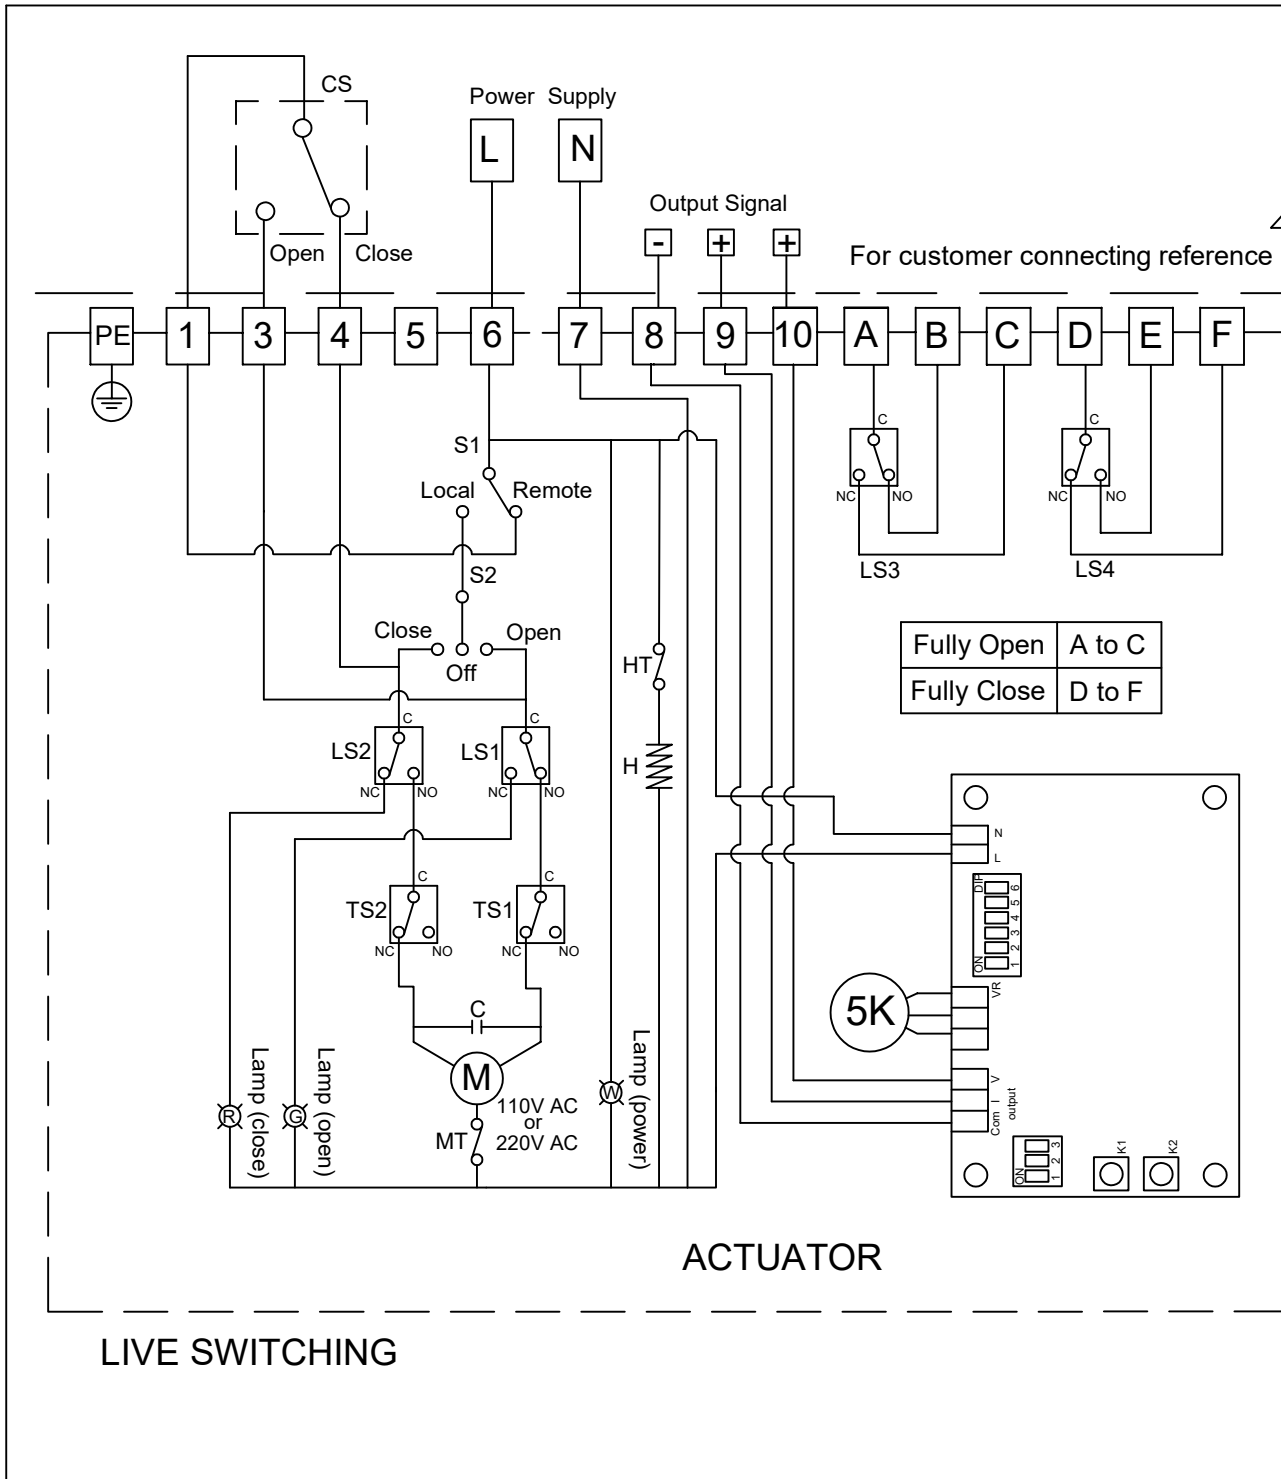 CS
Power Supply
L
N
Output Signal
-
+
+
Open
Close
For customer connecting reference
PE
1
3
4
5
6
7
8
9
10
A
B
C
D
E
F
S1
Local
Remote
C
NC
NO
LS3
C
NC
NO
LS4
S2
Close
Open
Off
HT
Fully Open
A to C
Fully Close
D to F
C
LS2
NC
NO
C
LS1
NC
NO
H
N
L
C
TS2
NC
NO
C
TS1
NC
NO
DIP
ON
1
2
3
4
5
6
5K
VR
C
M
110V AC
or
220V AC
MT
Lamp (close)
R
Lamp (open)
G
Lamp (power)
W
V
I
Com
output
ON
1
2
3
K1
K2
ACTUATOR
LIVE SWITCHING